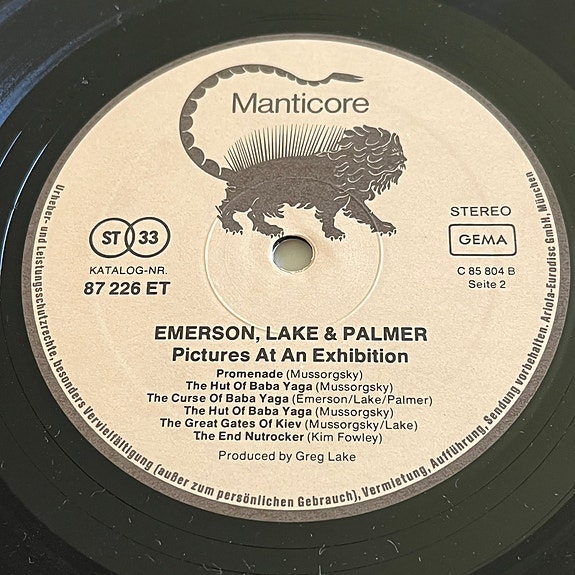 Manticore
ST 33
KATALOG-NR.
87 226 ET
STEREO
GEMA
C 85 804 B
Seite 2
EMERSON, LAKE & PALMER
Pictures At An Exhibition
Promenade (Mussorgsky)
The Hut Of Baba Yaga (Mussorgsky)
The Curse Of Baba Yaga (Emerson/Lake/Palmer)
The Hut Of Baba Yaga (Mussorgsky)
The Great Gates Of Kiev (Mussorgsky/Lake)
The End Nutrocker (Kim Fowley)
Produced by Greg Lake
Urheber- und Leistungsschutzrechte, besonders Vervielfältigung (außer zum persönlichen Gebrauch), Vermietung, Aufführung, Sendung vorbehalten. Ariola-Eurodisc GmbH, München